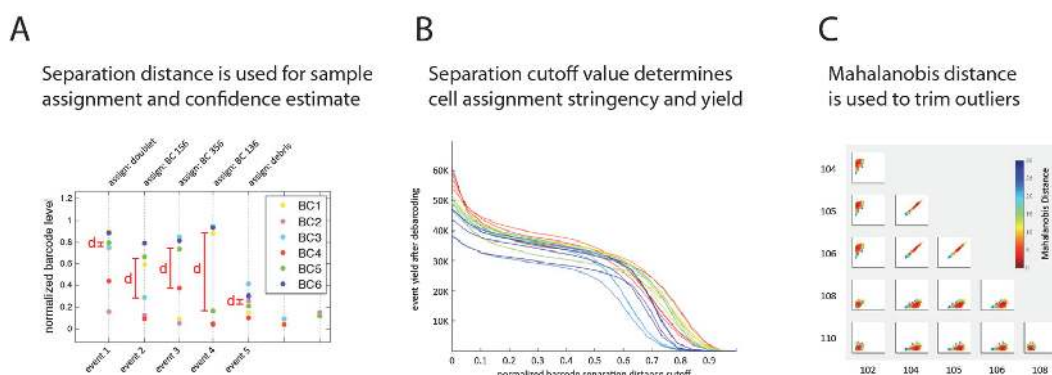 A
B
C
Separation distance is used for sample
assignment and confidence estimate
Separation cutoff value determines
cell assignment stringency and yield
Mahalanobis distance
is used to trim outliers
assign: doublet
assign: BC 156
assign: BC 356
assign: BC 136
assign: debris
normalized barcode level
1.2
1
0.8
0.6
0.4
0.2
0
d
d
d
d
d
BC1
BC2
BC3
BC4
BC5
BC6
event 1
event 2
event 3
event 4
event 5
event yield after debarcoding
60K
50K
40K
30K
20K
10K
0
0.1
0.2
0.3
0.4
0.5
0.6
0.7
0.8
0.9
normalized barcode separation distance cutoff
104
105
106
108
110
102
104
105
106
108
Mahalanobis Distance